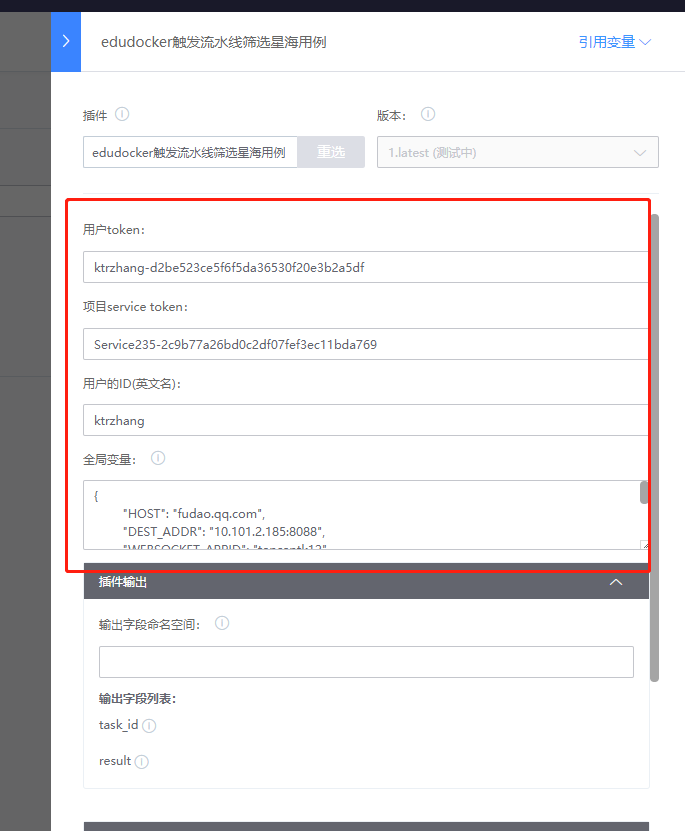 edudocker触发流水线筛选星海用例
引用变量
插件
版本：
edudocker触发流水线筛选星海用例
重选
1.latest (测试中)
用户token：
ktrzhang-d2be523ce5f6f5da36530f20e3b2a5df
项目service token：
Service235-2c9b77a26bd0c2df07fef3ec11bda769
用户的ID(英文名)：
ktrzhang
全局变量：
{
"HOST": "fudao.qq.com",
"DEST_ADDR": "10.101.2.185:8088",
插件输出
输出字段命名空间：
输出字段列表：
task_id
result